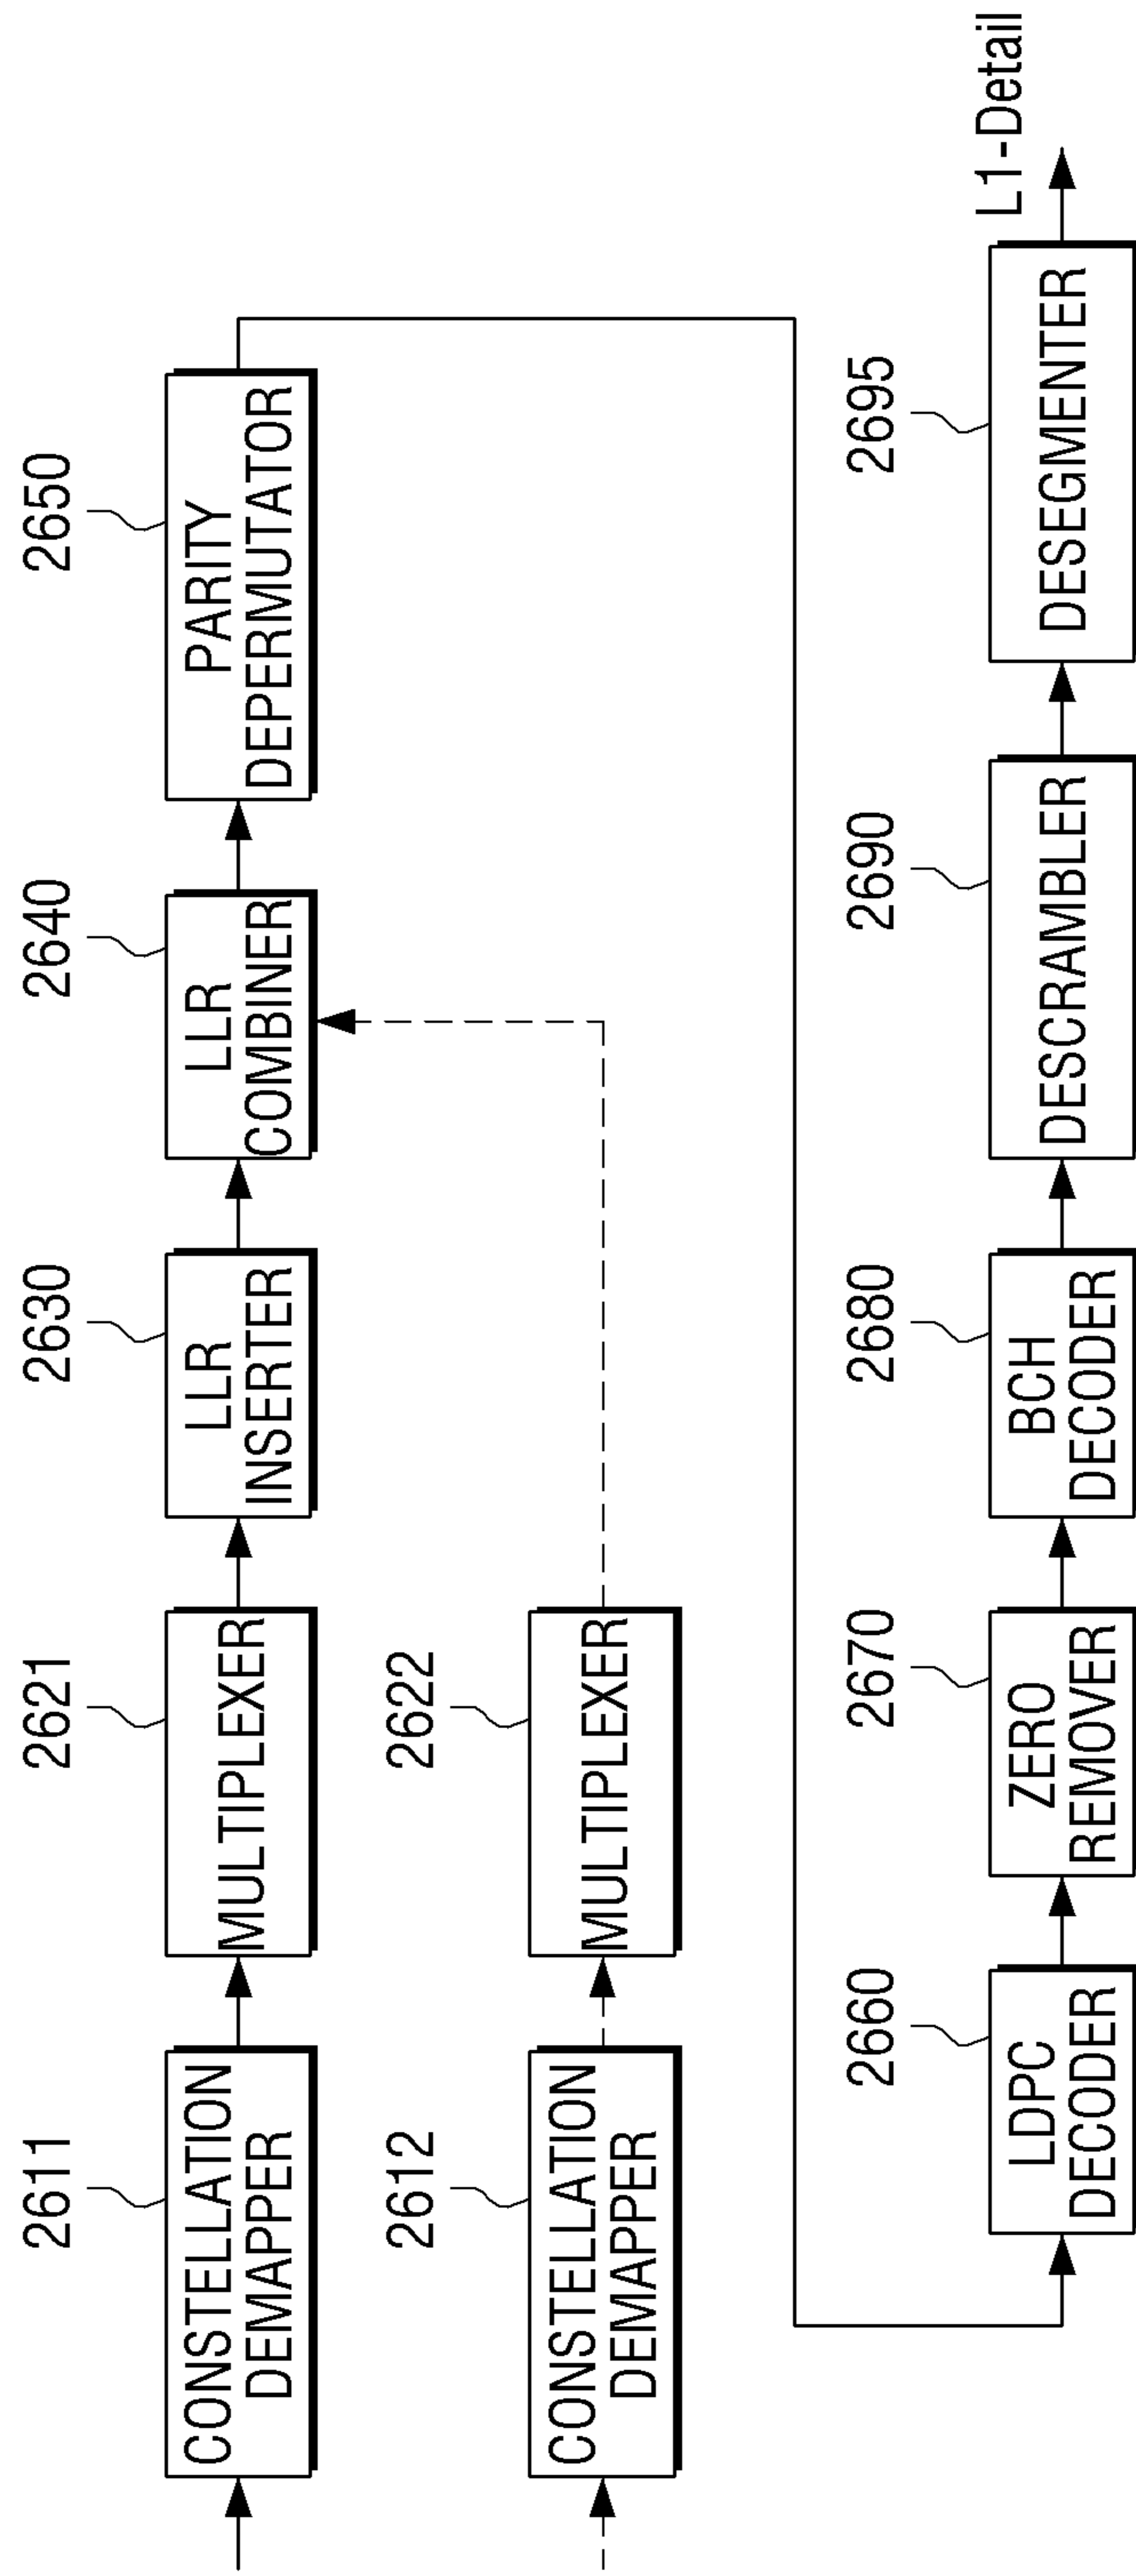 2611
CONSTELLATION
DEMAPPER
2621
MULTIPLEXER
2630
LLR
INSERTER
2640
LLR
COMBINER
2650
PARITY
DEPERMUTATOR
2612
CONSTELLATION
DEMAPPER
2622
MULTIPLEXER
2660
LDPC
DECODER
2670
ZERO
REMOVER
2680
BCH
DECODER
2690
DESCRAMBLER
2695
DESEGMENTER
L1-Detail